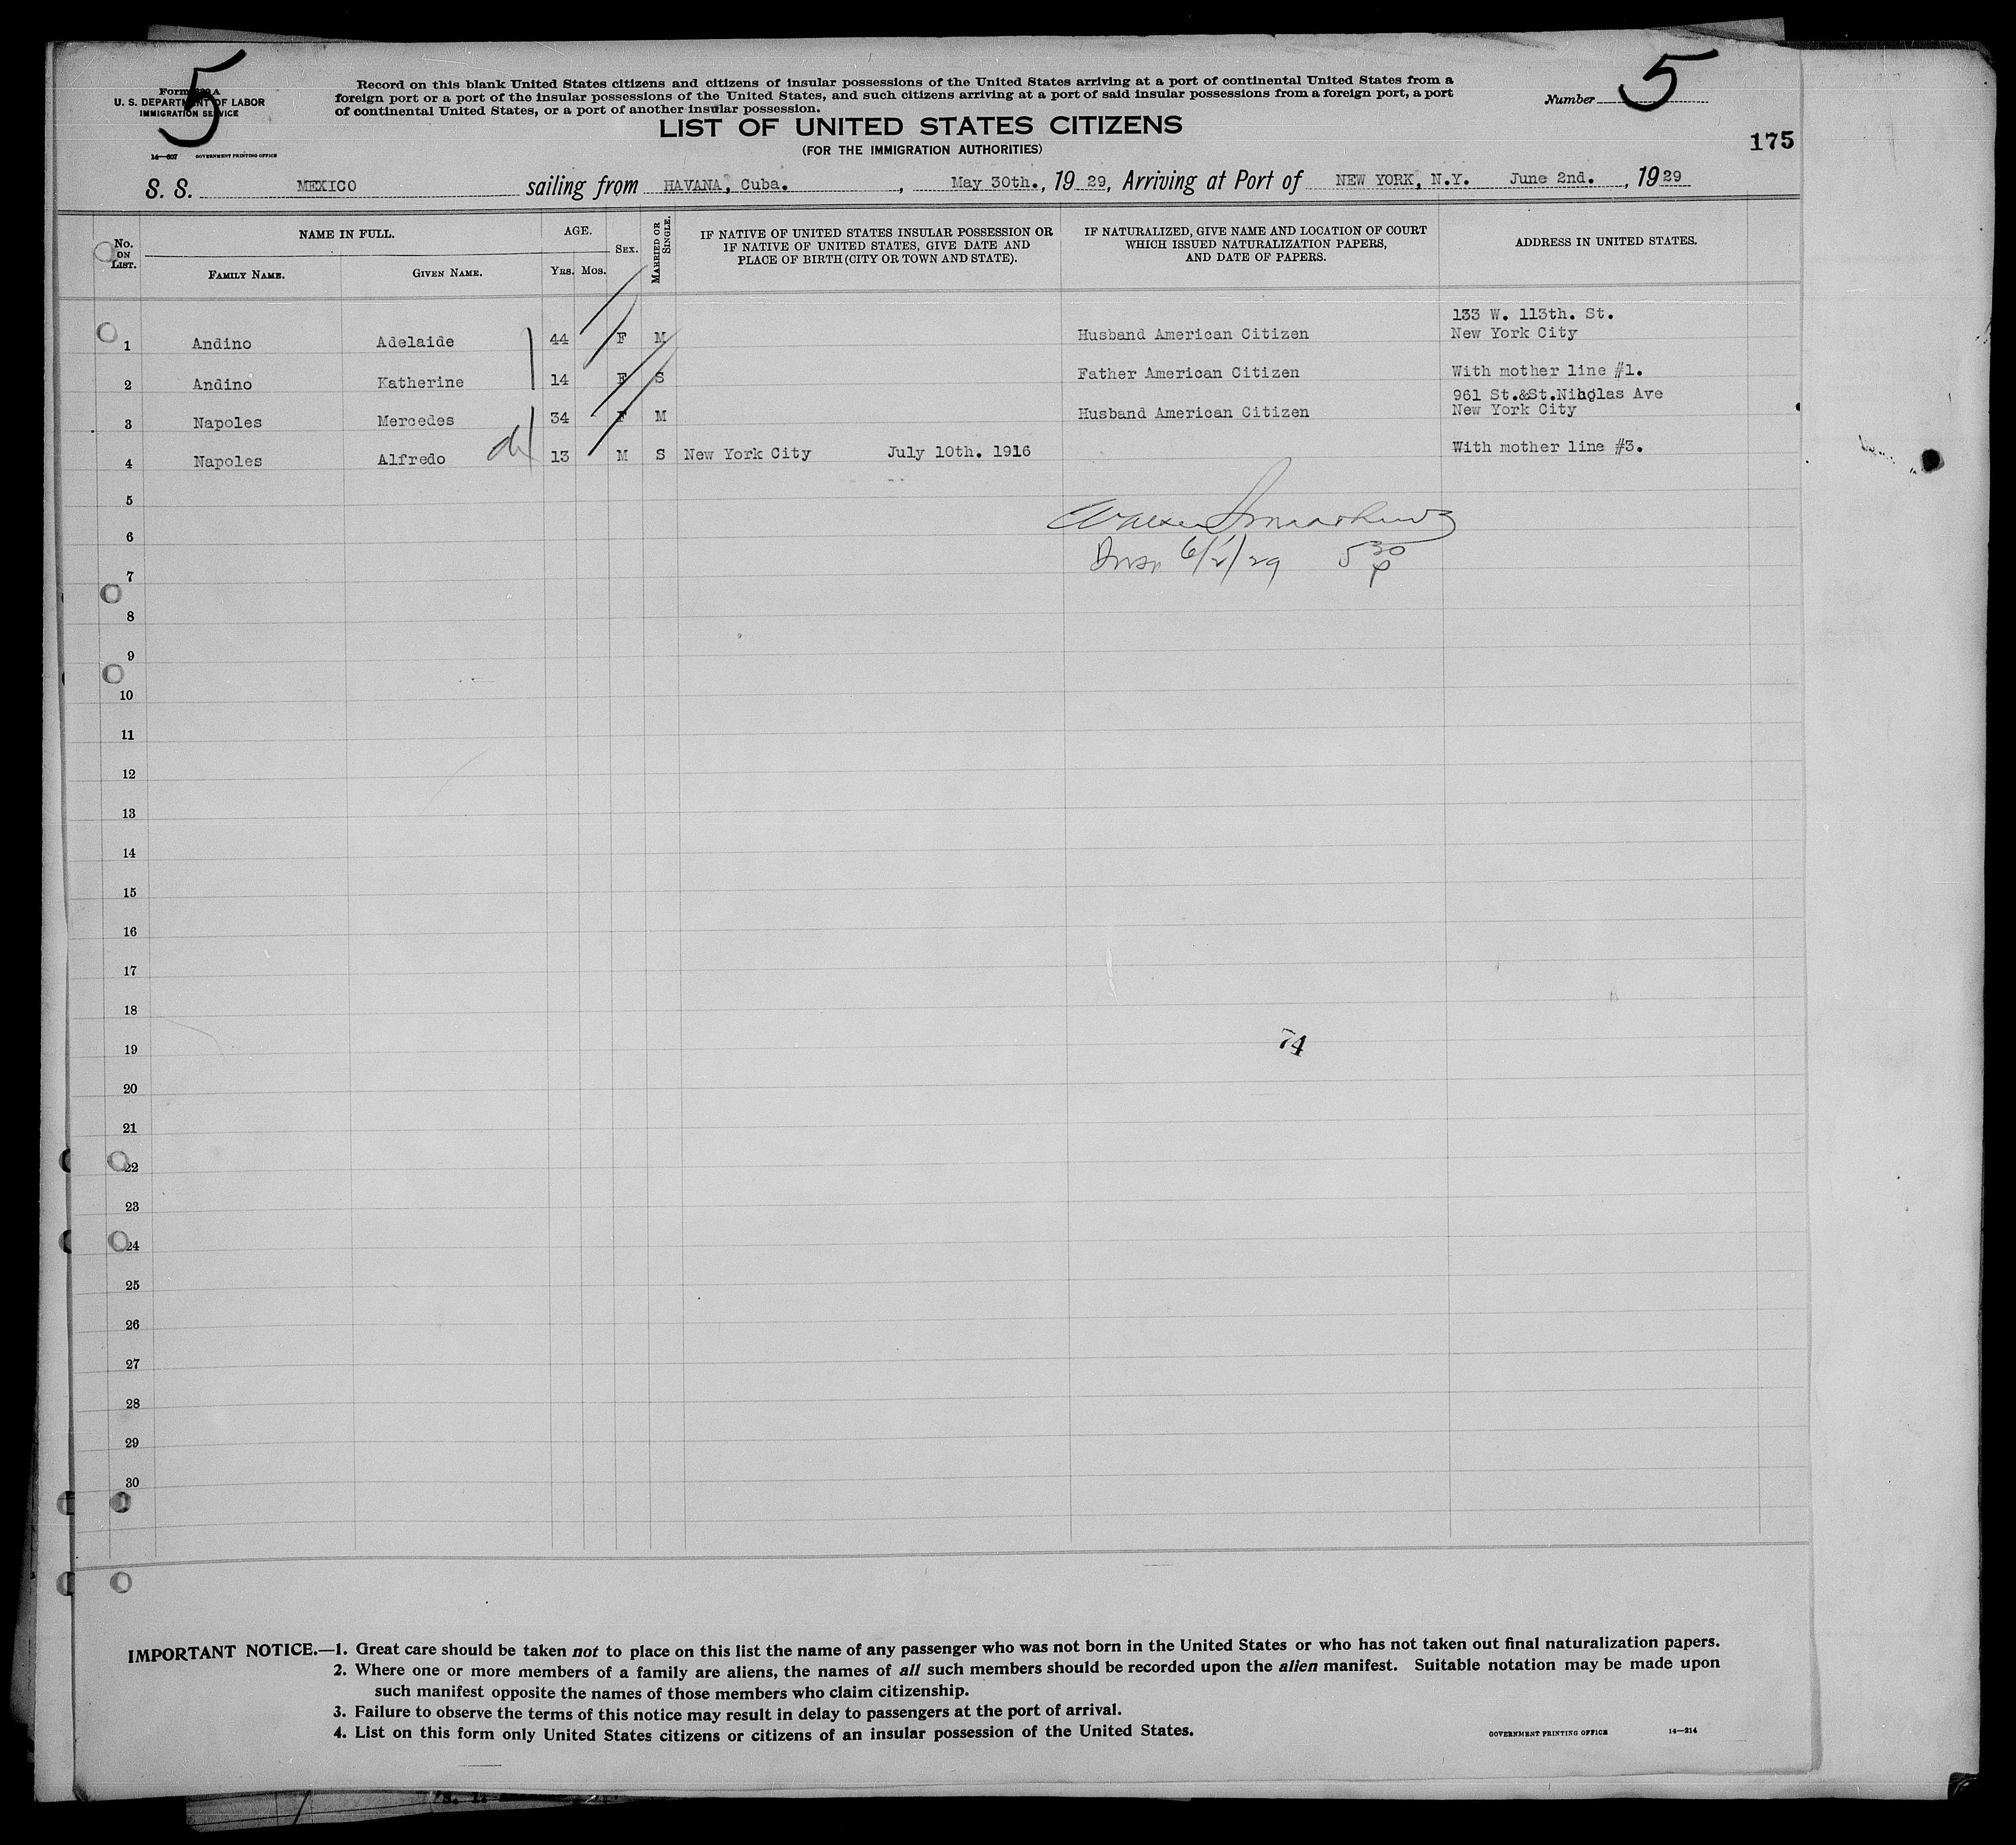 5
5
Form 630 A
U. S. DEPARTMENT OF LABOR
IMMIGRATION SERVICE
14—607 GOVERNMENT PRINTING OFFICE
Record on this blank United States citizens and citizens of insular possessions of the United States arriving at a port of continental United States from a
foreign port or a port of the insular possessions of the United States, and such citizens arriving at a port of said insular possessions from a foreign port, a port
of continental United States, or a port of another insular possession.
Number
LIST OF UNITED STATES CITIZENS
(FOR THE IMMIGRATION AUTHORITIES)
175
S. S. MEXICO sailing from HAVANA, Cuba. , May 30th. , 19 29, Arriving at Port of NEW YORK, N.Y. June 2nd. , 19 29
No. ON LIST.
NAME IN FULL.
FAMILY NAME. GIVEN NAME.
AGE.
YRS. MOS.
SEX.
MARRIED OR SINGLE.
IF NATIVE OF UNITED STATES INSULAR POSSESSION OR
IF NATIVE OF UNITED STATES, GIVE DATE AND
PLACE OF BIRTH (CITY OR TOWN AND STATE).
IF NATURALIZED, GIVE NAME AND LOCATION OF COURT
WHICH ISSUED NATURALIZATION PAPERS,
AND DATE OF PAPERS.
ADDRESS IN UNITED STATES.
133 W. 113th. St.
1 Andino Adelaide 44 F M Husband American Citizen New York City
2 Andino Katherine 14 F S Father American Citizen With mother line #1.
961 St.&St.Niholas Ave
3 Napoles Mercedes 34 F M Husband American Citizen New York City
4 Napoles Alfredo 13 M S New York City July 10th. 1916 With mother line #3.
5
6
6/2/29 5 30 P
7
8
9
10
11
12
13
14
15
16
17
18
19
74
20
21
22
23
24
25
26
27
28
29
30
IMPORTANT NOTICE.—1. Great care should be taken not to place on this list the name of any passenger who was not born in the United States or who has not taken out final naturalization papers.
2. Where one or more members of a family are aliens, the names of all such members should be recorded upon the alien manifest. Suitable notation may be made upon
such manifest opposite the names of those members who claim citizenship.
3. Failure to observe the terms of this notice may result in delay to passengers at the port of arrival.
4. List on this form only United States citizens or citizens of an insular possession of the United States.
GOVERNMENT PRINTING OFFICE 14—214